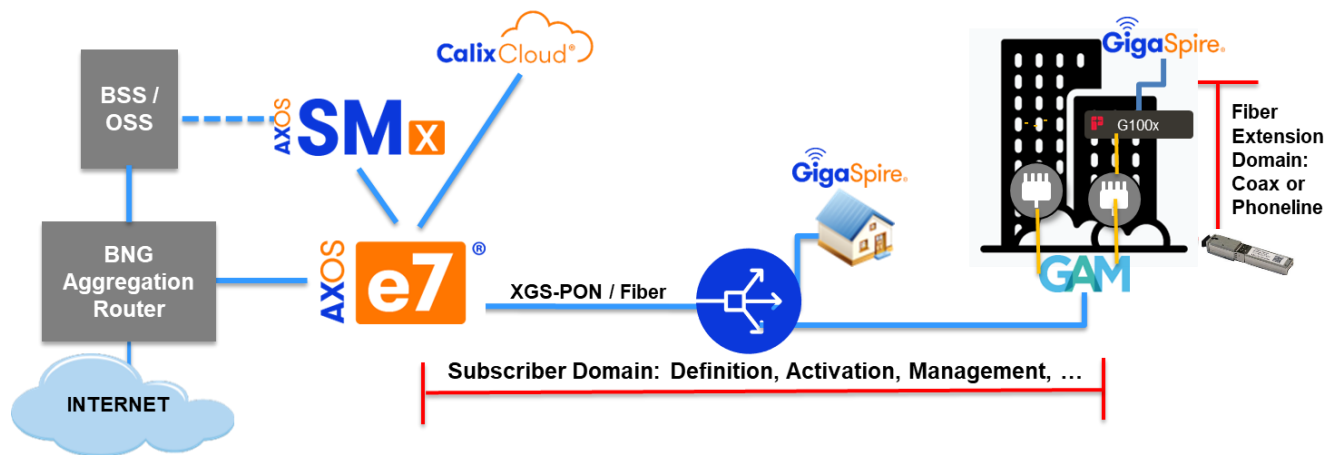 BSS /
OSS
BNG
Aggregation
Router
INTERNET
AXOS
SMx
CalixCloud®
AXOS
e7®
XGS-PON / Fiber
GigaSpire®
GigaSpire®
G100x
GAM
Fiber
Extension
Domain:
Coax or
Phoneline
Subscriber Domain: Definition, Activation, Management, …